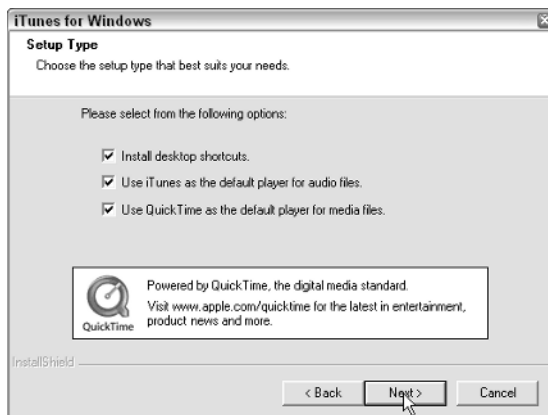 iTunes for Windows
Setup Type
Choose the setup type that best suits your needs.
Please select from the following options:
Install desktop shortcuts.
Use iTunes as the default player for audio files.
Use QuickTime as the default player for media files.
Powered by QuickTime, the digital media standard.
Visit www.apple.com/quicktime for the latest in entertainment,
product news and more.
QuickTime
InstallShield
< Back
Next >
Cancel